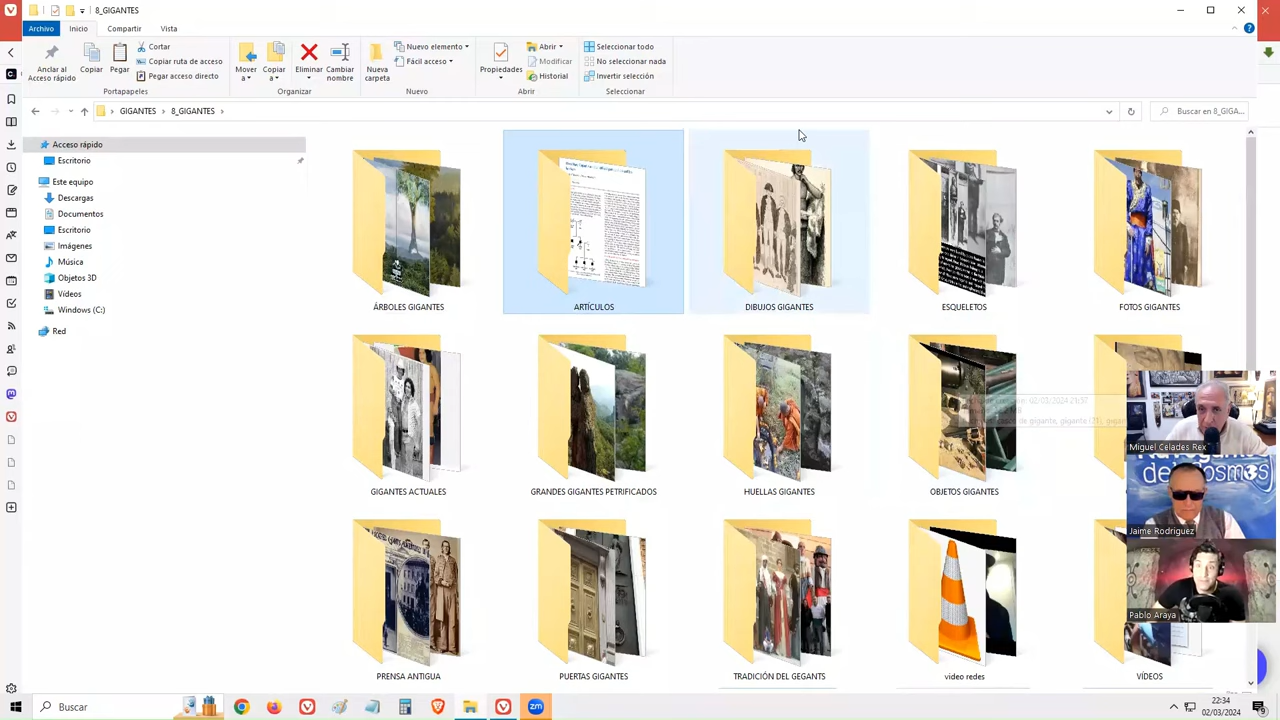 8_GIGANTES
Archivo Inicio Compartir Vista
Anclar al Acceso rápido
Copiar
Pegar
Cortar
Copiar ruta de acceso
Pegar acceso directo
Portapapeles
Mover a
Copiar a
Eliminar
Cambiar nombre
Organizar
Nueva carpeta
Nuevo elemento
Fácil acceso
Nuevo
Propiedades
Abrir
Modificar
Historial
Abrir
Seleccionar todo
No seleccionar nada
Invertir selección
Seleccionar
GIGANTES > 8_GIGANTES >
Buscar en 8_GIGA...
Acceso rápido
Escritorio
Este equipo
Descargas
Documentos
Escritorio
Imágenes
Música
Objetos 3D
Vídeos
Windows (C:)
Red
ÁRBOLES GIGANTES
ARTÍCULOS
DIBUJOS GIGANTES
ESQUELETOS
FOTOS GIGANTES
GIGANTES ACTUALES
GRANDES GIGANTES PETRIFICADOS
HUELLAS GIGANTES
OBJETOS GIGANTES
PRENSA ANTIGUA
PUERTAS GIGANTES
TRADICIÓN DEL GEGANTS
video redes
VÍDEOS
Miguel Celades Rex
Jaime Rodriguez
Pablo Araya
Buscar
zm
22:34
02/03/2024